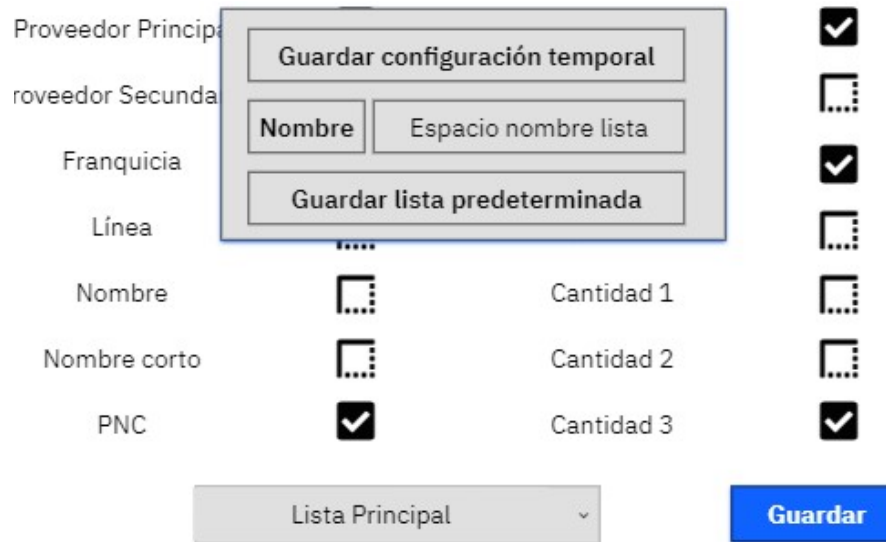 Proveedor Principa
Guardar configuración temporal
roveedor Secunda
Nombre Espacio nombre lista
Franquicia
Guardar lista predeterminada
Línea
Nombre Cantidad 1
Nombre corto Cantidad 2
PNC Cantidad 3
Lista Principal Guardar